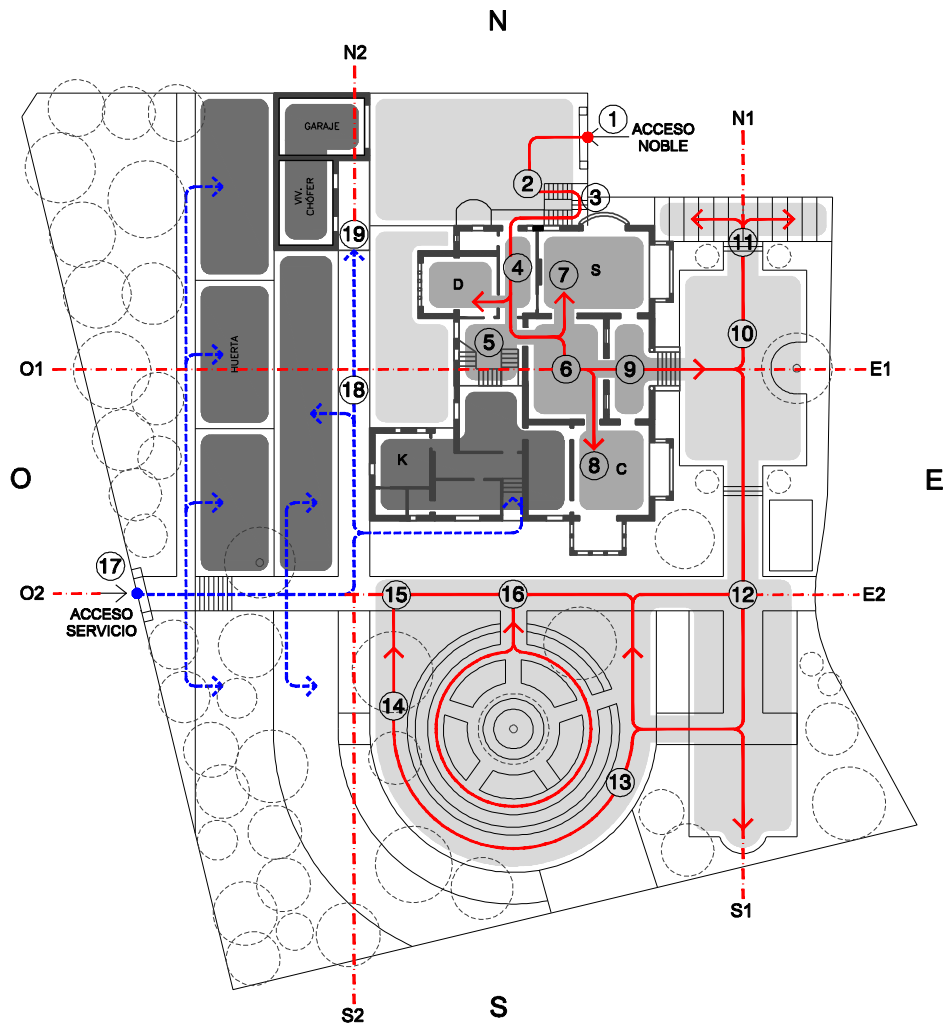 N
N2
1
ACCESO
NOBLE
N1
GARAJE
2
3
VIV.
CHÓFER
19
4
7
S
11
D
10
HUERTA
5
O1
6
9
E1
18
K
8
C
O
E
17
O2
ACCESO
SERVICIO
15
16
12
E2
14
13
S1
S
S2